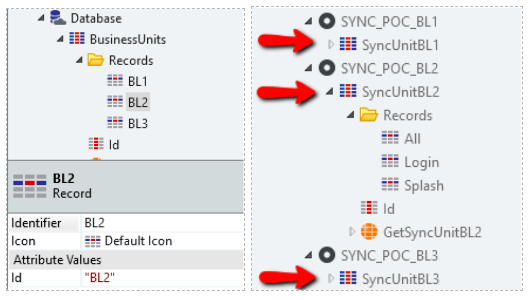 Database
BusinessUnits
Records
BL1
BL2
BL3
Id
BL2
Record
Identifier BL2
Icon Default Icon
Attribute Values
Id "BL2"
SYNC_POC_BL1
SyncUnitBL1
SYNC_POC_BL2
SyncUnitBL2
Records
All
Login
Splash
Id
GetSyncUnitBL2
SYNC_POC_BL3
SyncUnitBL3